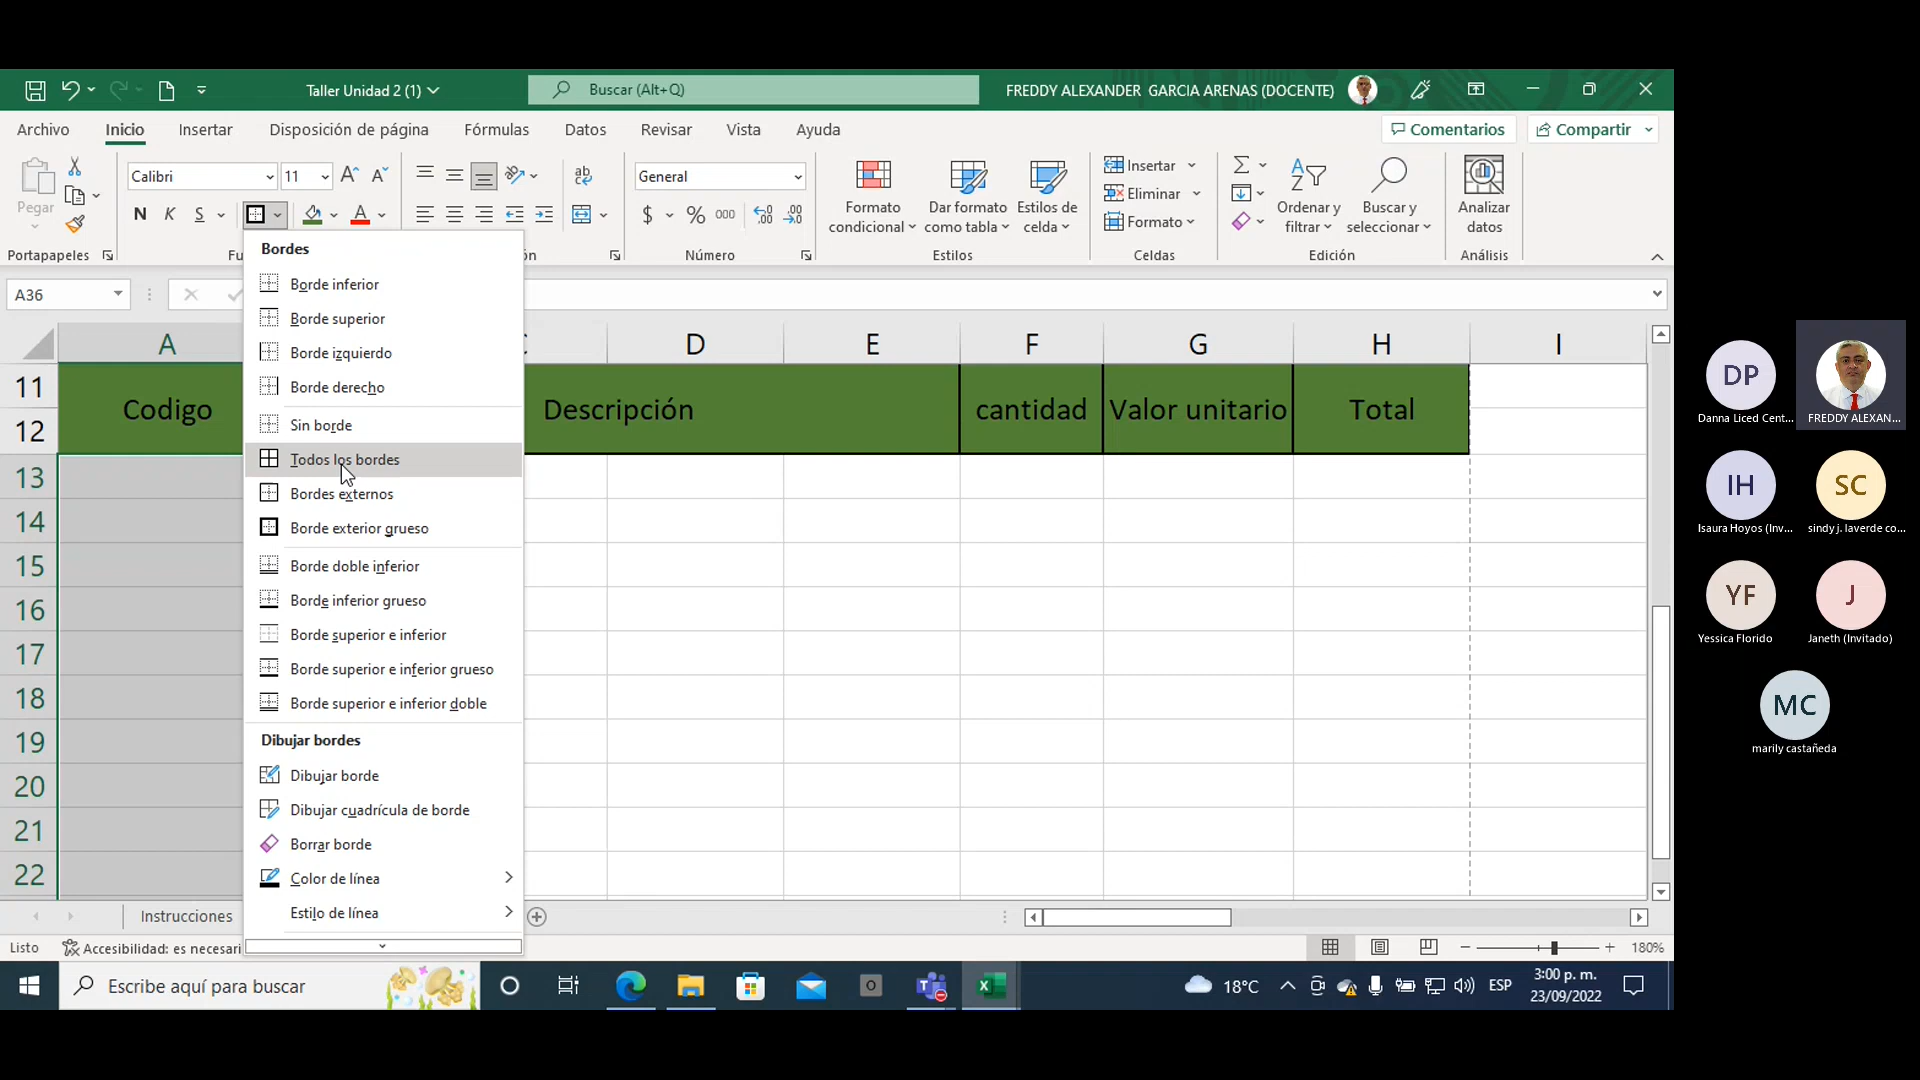 Taller Unidad 2 (1)
Buscar (Alt+Q)
FREDDY ALEXANDER GARCIA ARENAS (DOCENTE)
Archivo
Inicio
Insertar
Disposición de página
Fórmulas
Datos
Revisar
Vista
Ayuda
Comentarios
Compartir
Pegar
Portapapeles
Calibri
11
N K S
Fu
ón
General
$ % 000
Número
Formato
condicional
Dar formato
como tabla
Estilos de
celda
Estilos
Insertar
Eliminar
Formato
Celdas
Ordenar y
filtrar
Buscar y
seleccionar
Edición
Analizar
datos
Análisis
A36
Bordes
Borde inferior
Borde superior
Borde izquierdo
Borde derecho
Sin borde
Todos los bordes
Bordes externos
Borde exterior grueso
Borde doble inferior
Borde inferior grueso
Borde superior e inferior
Borde superior e inferior grueso
Borde superior e inferior doble
Dibujar bordes
Dibujar borde
Dibujar cuadrícula de borde
Borrar borde
Color de línea
Estilo de línea
A D E F G H I
11
12
Codigo Descripción cantidad Valor unitario Total
13
14
15
16
17
18
19
20
21
22
Instrucciones
Listo
Accesibilidad: es necesari
180%
Escribe aquí para buscar
18°C
ESP
3:00 p. m.
23/09/2022
DP
Danna Liced Cent...
FREDDY ALEXAN...
IH
Isaura Hoyos (Inv...
SC
sindy j. laverde co...
YF
Yessica Florido
J
Janeth (Invitado)
MC
marily castañeda